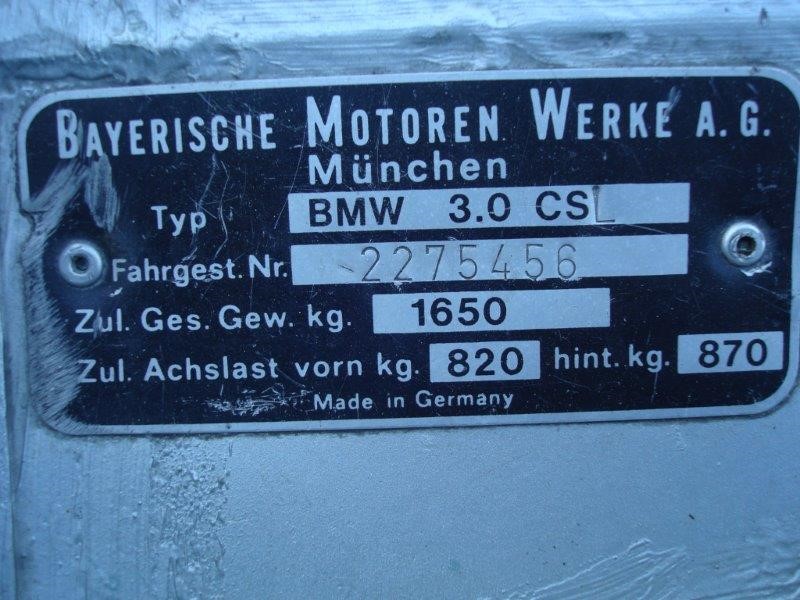 BAYERISCHE MOTOREN WERKE A. G.
München
Typ BMW 3.0 CSL
Fahrgest. Nr. 2275456
Zul. Ges. Gew. kg. 1650
Zul. Achslast vorn kg. 820 hint. kg. 870
Made in Germany